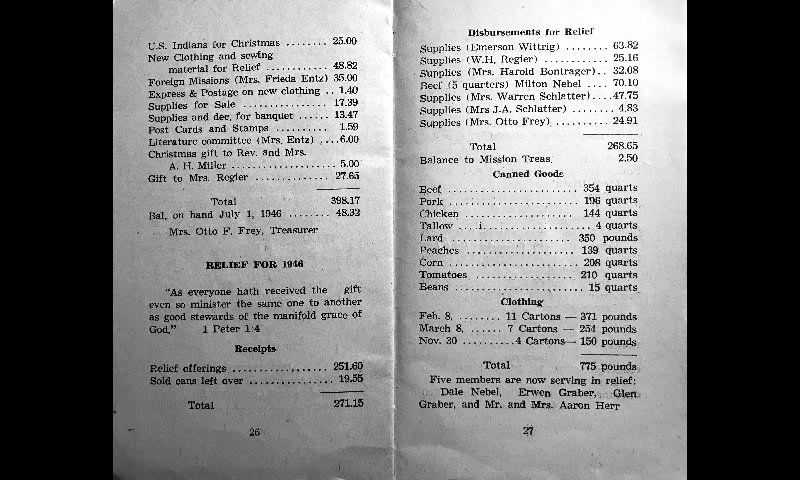 U.S. Indians for Christmas ........ 25.00
New Clothing and sewing
material for Relief ............ 48.82
Foreign Missions (Mrs. Frieda Entz) 35.00
Express & Postage on new clothing .. 1.40
Supplies for Sale ................ 17.39
Supplies and dec. for banquet ...... 13.47
Post Cards and Stamps .......... 1.59
Literature committee (Mrs. Entz) ....6.00
Christmas gift to Rev. and Mrs.
A. H. Miller .................... 5.00
Gift to Mrs. Regier .............. 27.65
Total 398.17
Bal. on hand July 1, 1946 ........ 48.32
Mrs. Otto F. Frey, Treasurer
RELIEF FOR 1946
"As everyone hath received the gift
even so minister the same one to another
as good stewards of the manifold grace of
God." 1 Peter 1:4
Receipts
Relief offerings .................. 251.60
Sold cans left over ................ 19.55
Total 271.15
26
Disbursements for Relief
Supplies (Emerson Wittrig) ........ 63.82
Supplies (W.H. Regier) ............ 25.16
Supplies (Mrs. Harold Bontrager).. 32.08
Beef (5 quarters) Milton Nebel .... 70.10
Supplies (Mrs. Warren Schlatter)....47.75
Supplies (Mrs J.A. Schlatter) ........ 4.83
Supplies (Mrs. Otto Frey) .......... 24.91
Total 268.65
Balance to Mission Treas. 2.50
Canned Goods
Beef ........................ 354 quarts
Pork ........................ 196 quarts
Chicken .................... 144 quarts
Tallow ........................ 4 quarts
Lard ...................... 350 pounds
Peaches .................... 139 quarts
Corn ........................ 208 quarts
Tomatoes .................. 210 quarts
Beans ........................ 15 quarts
Clothing
Feb. 8, ........ 11 Cartons — 371 pounds
March 8, ...... 7 Cartons — 254 pounds
Nov. 30 ..........4 Cartons— 150 pounds
Total 775 pounds
Five members are now serving in relief:
Dale Nebel, Erwen Graber, Glen
Graber, and Mr. and Mrs. Aaron Herr
27